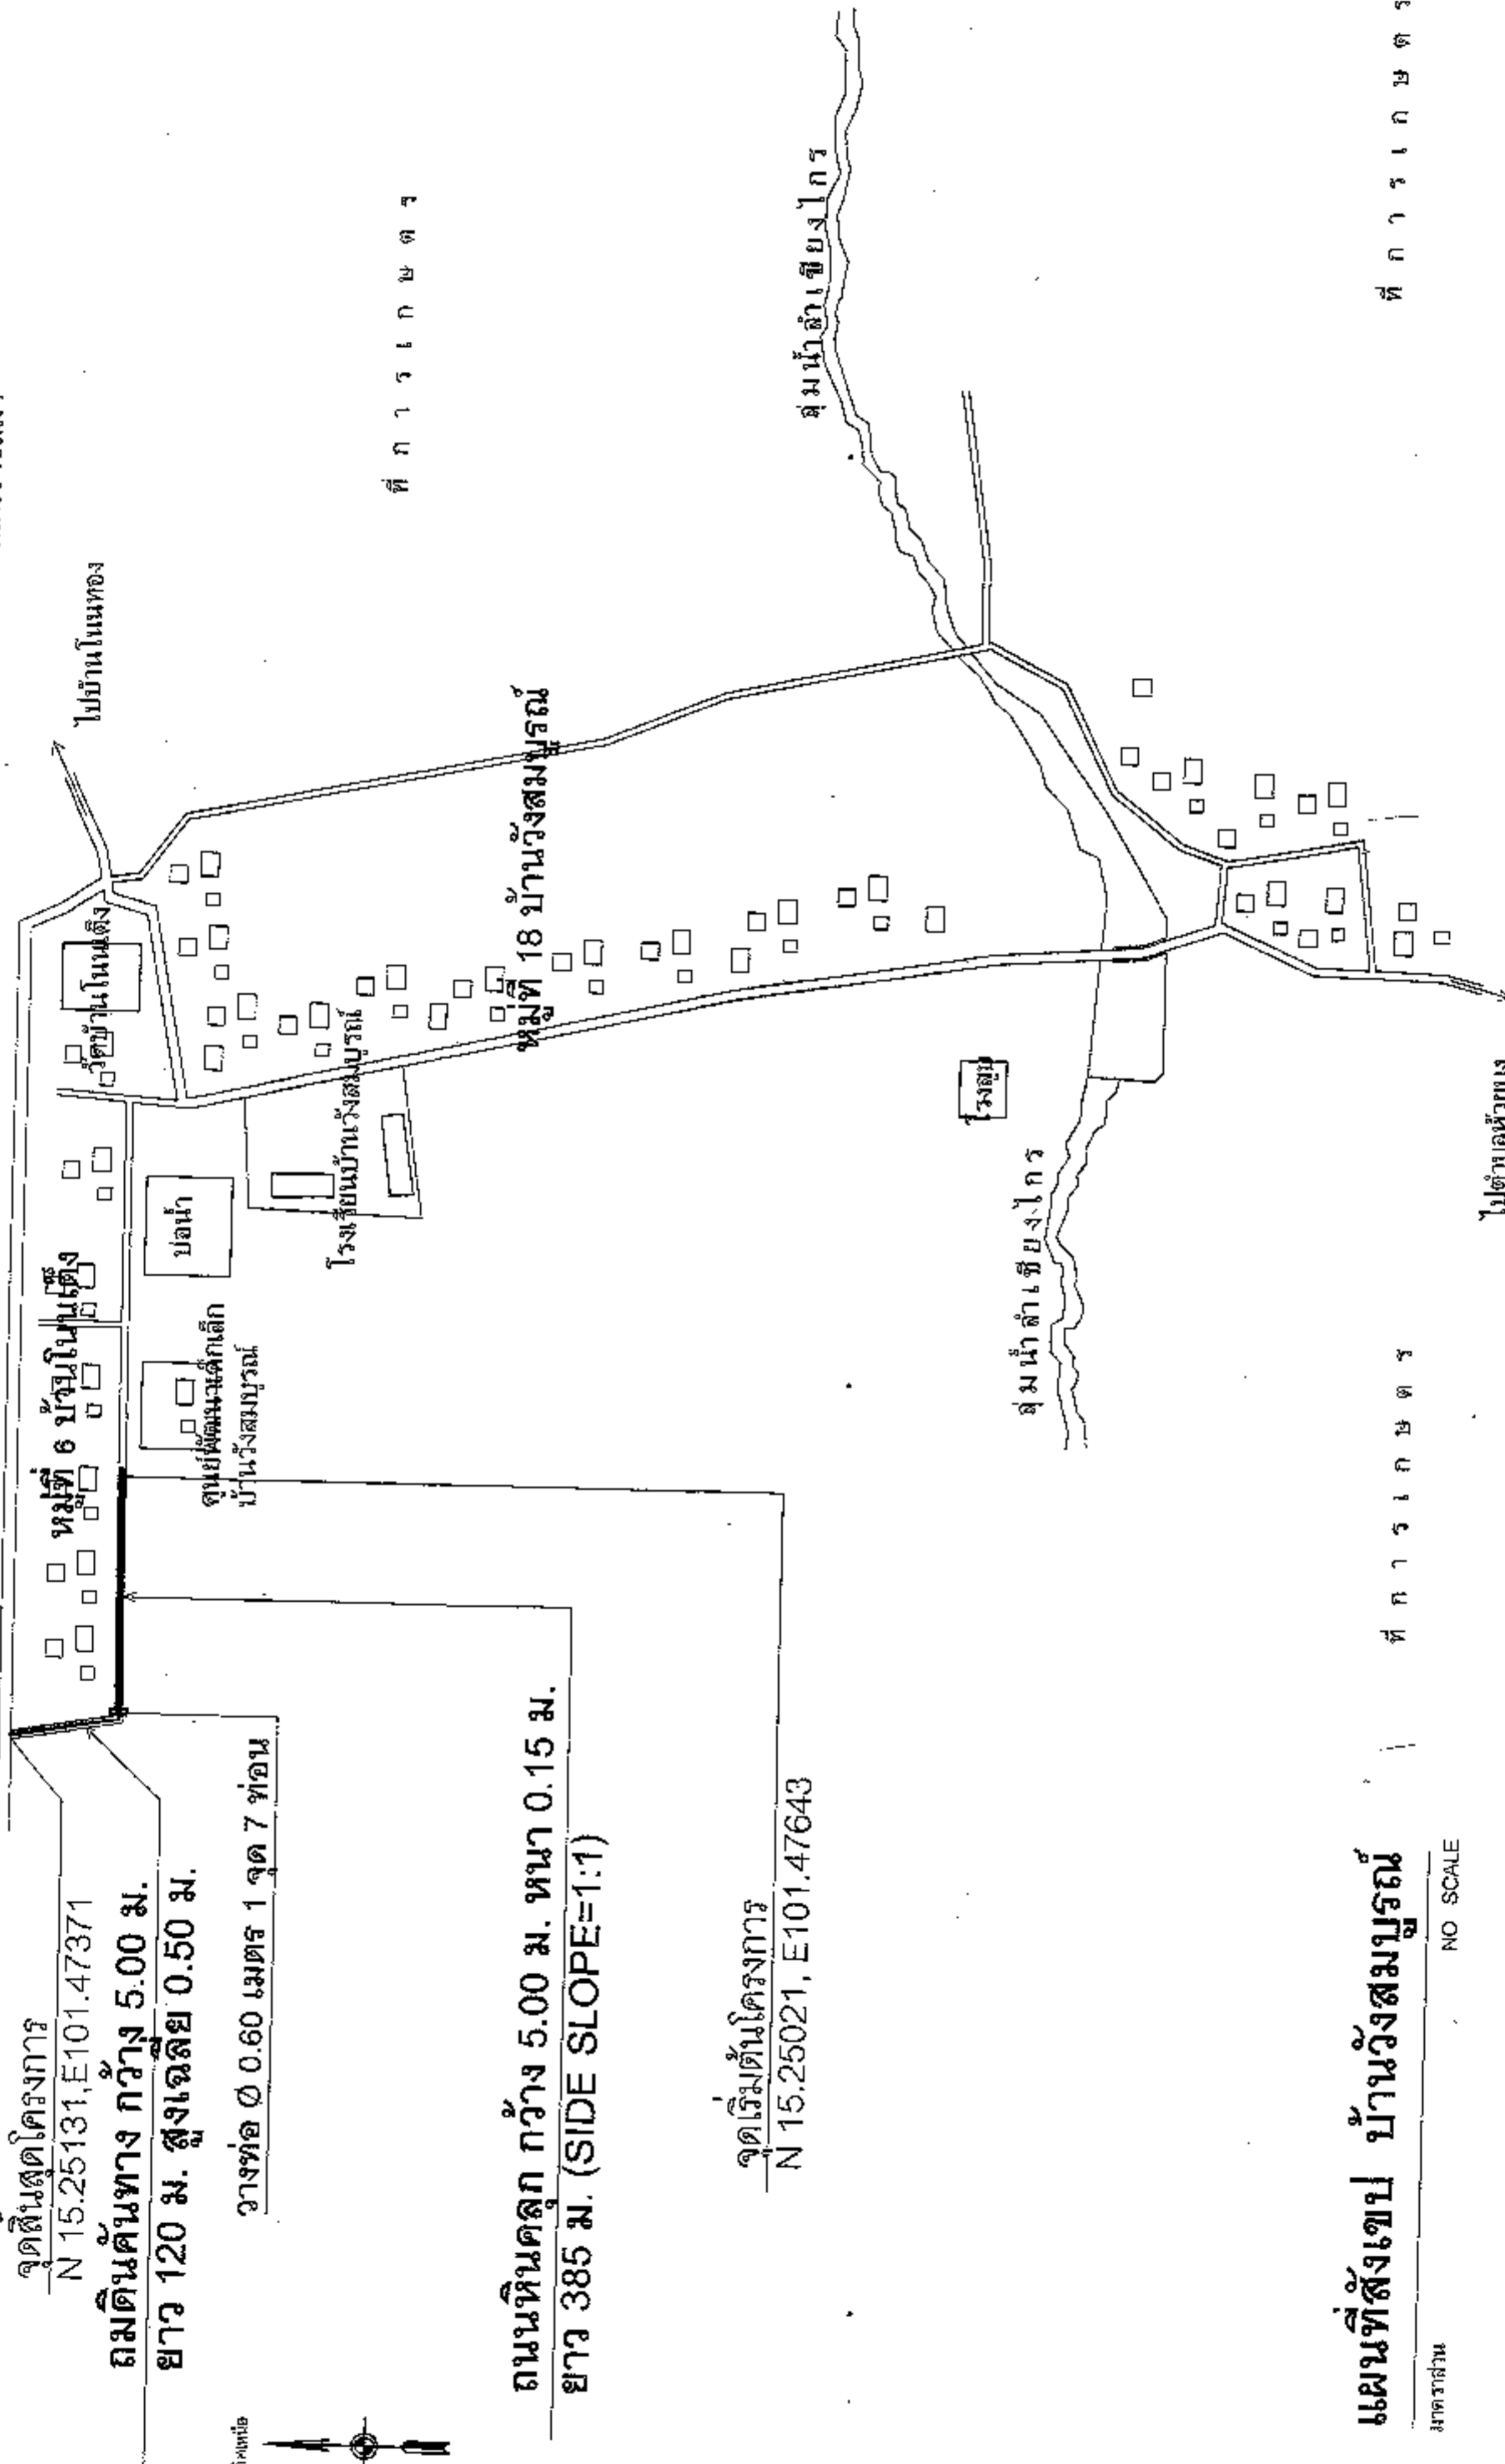 จุดสิ้นสุดโครงการ
N 15.25131,E101.47371
ถมดินคันทาง กว้าง 5.00 ม.
ยาว 120 ม. สูงเฉลี่ย 0.50 ม.
วางท่อ Ø 0.60 เมตร 1 จุด 7 ท่อน
ถนนหินคลุก กว้าง 5.00 ม. หนา 0.15 ม.
ยาว 385 ม. (SIDE SLOPE=1:1)
จุดเริ่มต้นโครงการ
N 15.25021, E101.47643
หมู่ที่ 6 บ้านโนนเต็ง
ศูนย์พัฒนาเด็กเล็ก
บ้านวังสมบูรณ์
บ่อน้ำ
โรงเรียนบ้านวังสมบูรณ์
วัดบ้านโนนเต็ง
ไปบ้านโนนทอง
หมู่ที่ 18 บ้านวังสมบูรณ์
ที่การเกษตร
ลุ่มน้ำลำเชียงไกร
โรงสูบ
ลุ่มน้ำลำเชียงไกร
ที่การเกษตร
ที่การเกษตร
แผนที่สังเขป บ้านวังสมบูรณ์
มาตราส่วน NO SCALE